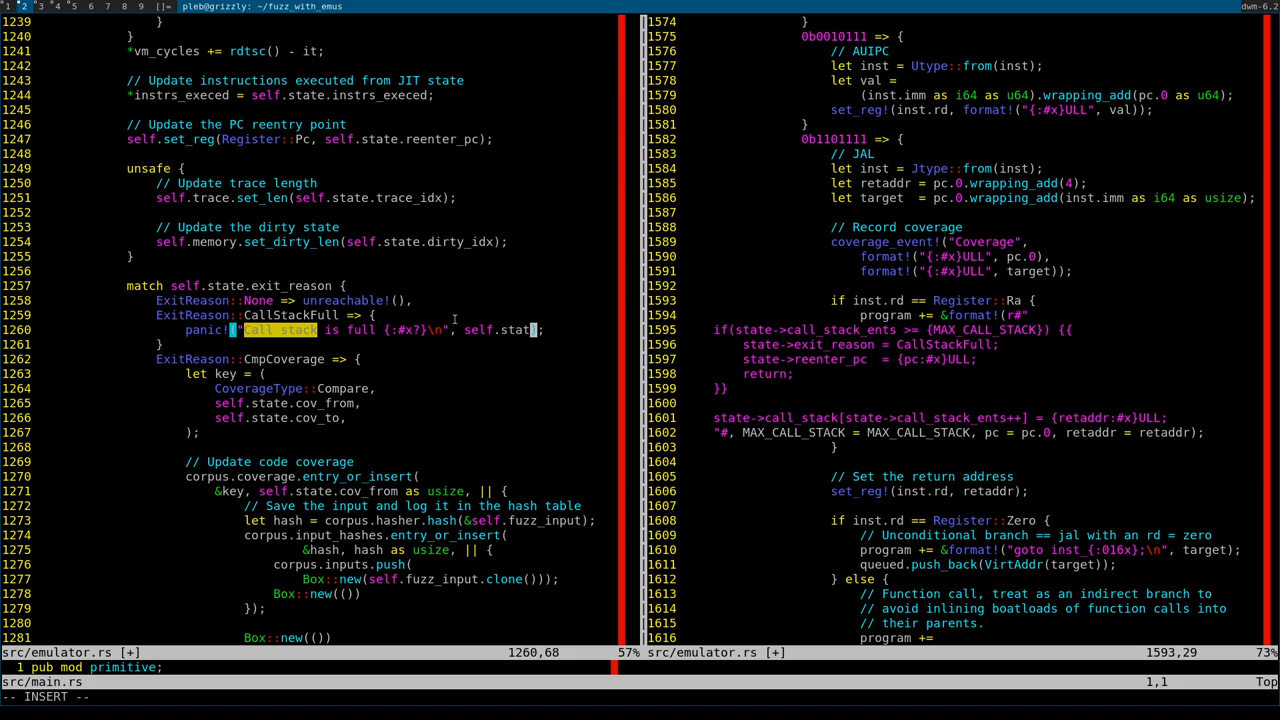 1 2 3 4 5 6 7 8 9 []= pleb@grizzly: ~/fuzz_with_emus dwm-6.2
1239 }
1240 }
1241 *vm_cycles += rdtsc() - it;
1242
1243 // Update instructions executed from JIT state
1244 *instrs_execed = self.state.instrs_execed;
1245
1246 // Update the PC reentry point
1247 self.set_reg(Register::Pc, self.state.reenter_pc);
1248
1249 unsafe {
1250 // Update trace length
1251 self.trace.set_len(self.state.trace_idx);
1252
1253 // Update the dirty state
1254 self.memory.set_dirty_len(self.state.dirty_idx);
1255 }
1256
1257 match self.state.exit_reason {
1258 ExitReason::None => unreachable!(),
1259 ExitReason::CallStackFull => {
1260 panic!("Call stack is full {:#x?}\n", self.stat);
1261 }
1262 ExitReason::CmpCoverage => {
1263 let key = (
1264 CoverageType::Compare,
1265 self.state.cov_from,
1266 self.state.cov_to,
1267 );
1268
1269 // Update code coverage
1270 corpus.coverage.entry_or_insert(
1271 &key, self.state.cov_from as usize, || {
1272 // Save the input and log it in the hash table
1273 let hash = corpus.hasher.hash(&self.fuzz_input);
1274 corpus.input_hashes.entry_or_insert(
1275 &hash, hash as usize, || {
1276 corpus.inputs.push(
1277 Box::new(self.fuzz_input.clone()));
1278 Box::new(())
1279 });
1280
1281 Box::new(())
src/emulator.rs [+] 1260,68 57%
1574 }
1575 0b0010111 => {
1576 // AUIPC
1577 let inst = Utype::from(inst);
1578 let val =
1579 (inst.imm as i64 as u64).wrapping_add(pc.0 as u64);
1580 set_reg!(inst.rd, format!("{:#x}ULL", val));
1581 }
1582 0b1101111 => {
1583 // JAL
1584 let inst = Jtype::from(inst);
1585 let retaddr = pc.0.wrapping_add(4);
1586 let target  = pc.0.wrapping_add(inst.imm as i64 as usize);
1587
1588 // Record coverage
1589 coverage_event!("Coverage",
1590 format!("{:#x}ULL", pc.0),
1591 format!("{:#x}ULL", target));
1592
1593 if inst.rd == Register::Ra {
1594 program += &format!(r#"
1595 if(state->call_stack_ents >= {MAX_CALL_STACK}) {{
1596 state->exit_reason = CallStackFull;
1597 state->reenter_pc  = {pc:#x}ULL;
1598 return;
1599 }}
1600
1601 state->call_stack[state->call_stack_ents++] = {retaddr:#x}ULL;
1602 "#, MAX_CALL_STACK = MAX_CALL_STACK, pc = pc.0, retaddr = retaddr);
1603 }
1604
1605 // Set the return address
1606 set_reg!(inst.rd, retaddr);
1607
1608 if inst.rd == Register::Zero {
1609 // Unconditional branch == jal with an rd = zero
1610 program += &format!("goto inst_{:016x};\n", target);
1611 queued.push_back(VirtAddr(target));
1612 } else {
1613 // Function call, treat as an indirect branch to
1614 // avoid inlining boatloads of function calls into
1615 // their parents.
1616 program +=
src/emulator.rs [+] 1593,29 73%
1 pub mod primitive;
src/main.rs 1,1 Top
-- INSERT --